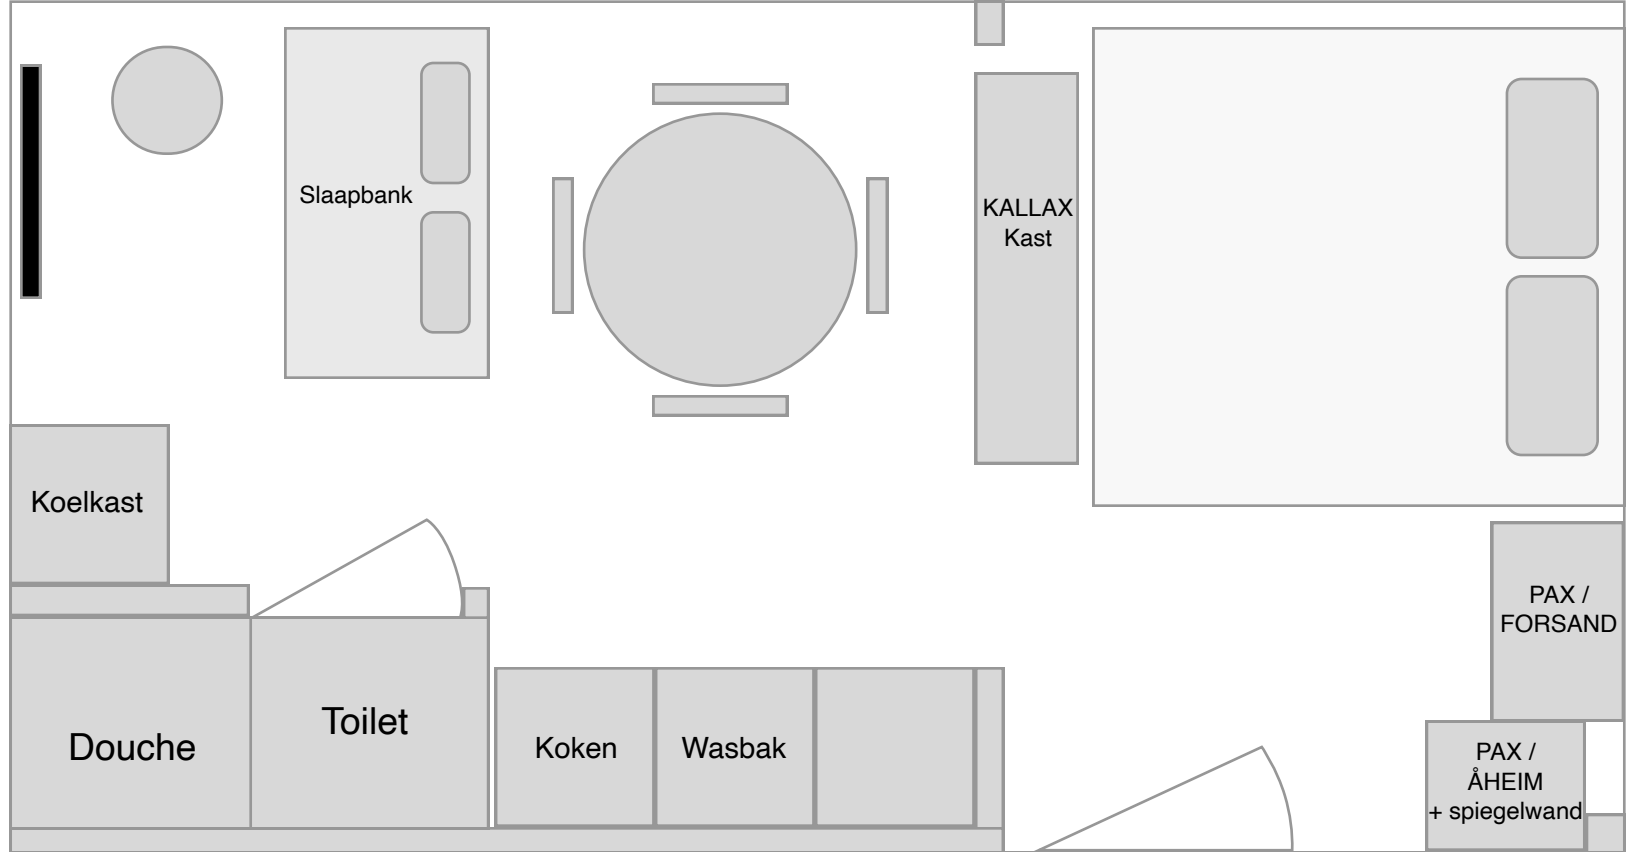 Slaapbank
KALLAX
Kast
Koelkast
PAX /
FORSAND
Douche
Toilet
Koken
Wasbak
PAX /
ÅHEIM
+ spiegelwand